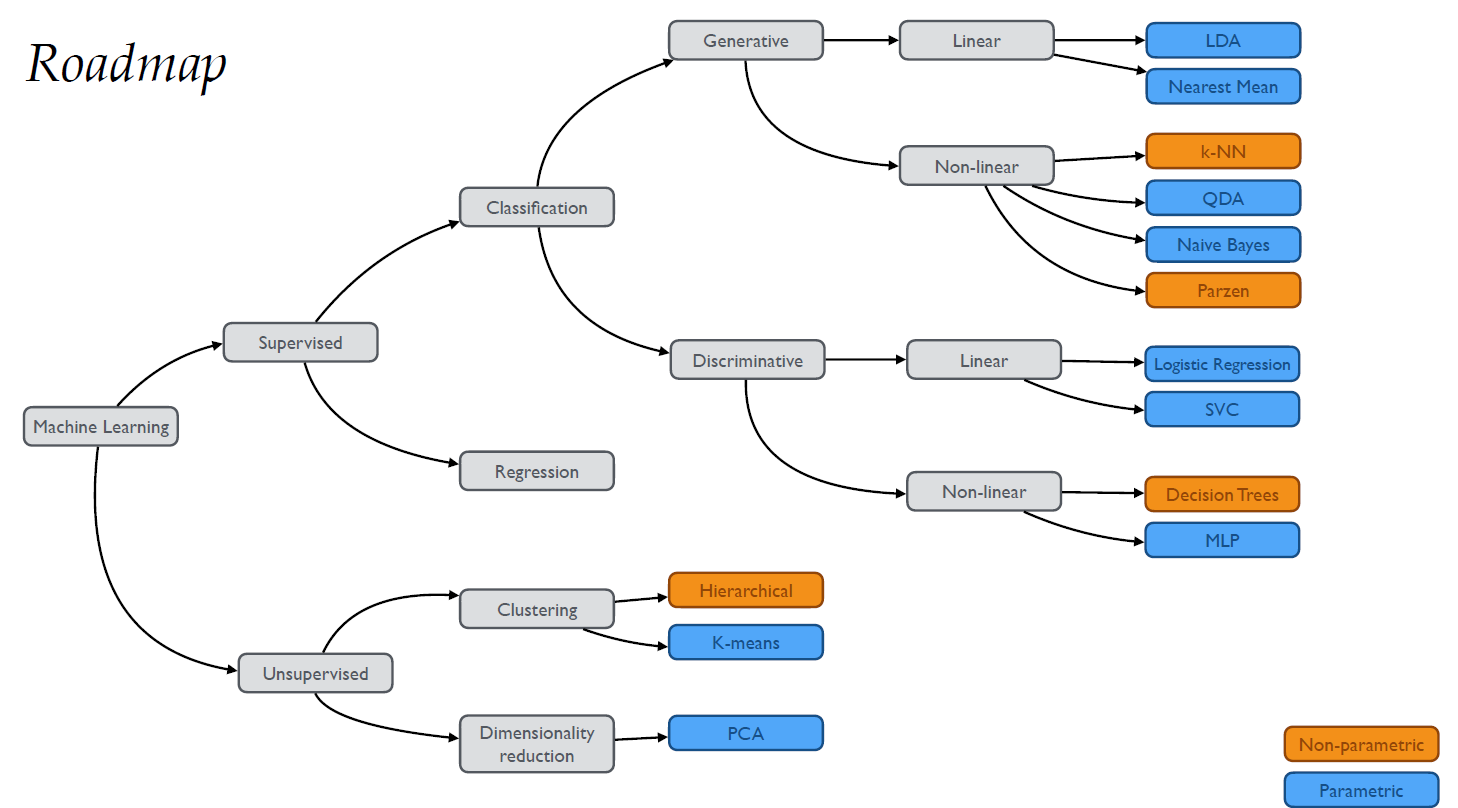 Roadmap
Machine Learning
Supervised
Classification
Generative
Linear
LDA
Nearest Mean
Non-linear
k-NN
QDA
Naive Bayes
Parzen
Discriminative
Linear
Logistic Regression
SVC
Non-linear
Decision Trees
MLP
Regression
Unsupervised
Clustering
Hierarchical
K-means
Dimensionality
reduction
PCA
Non-parametric
Parametric